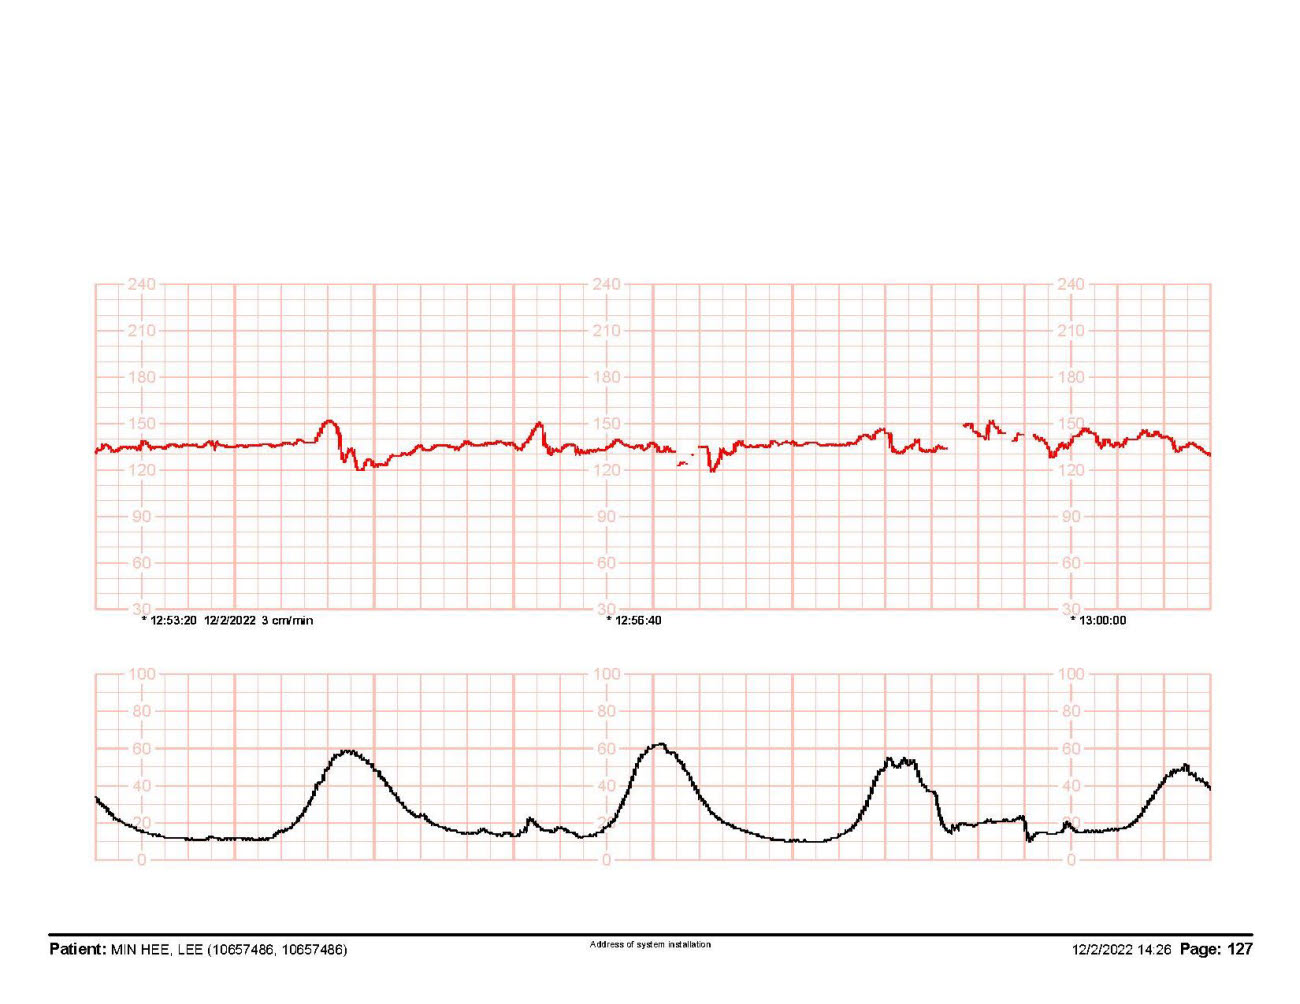 240 240 240
210 210 210
180 180 180
150 150 150
120 120 120
90 90 90
60 60 60
30 30 30
* 12:53:20 12/2/2022 3 cm/min * 12:56:40 * 13:00:00
100 100 100
80 80 80
60 60 60
40 40 40
20 20 20
0 0 0
Patient: MIN HEE, LEE (10657486, 10657486) Address of system installation 12/2/2022 14:26 Page: 127